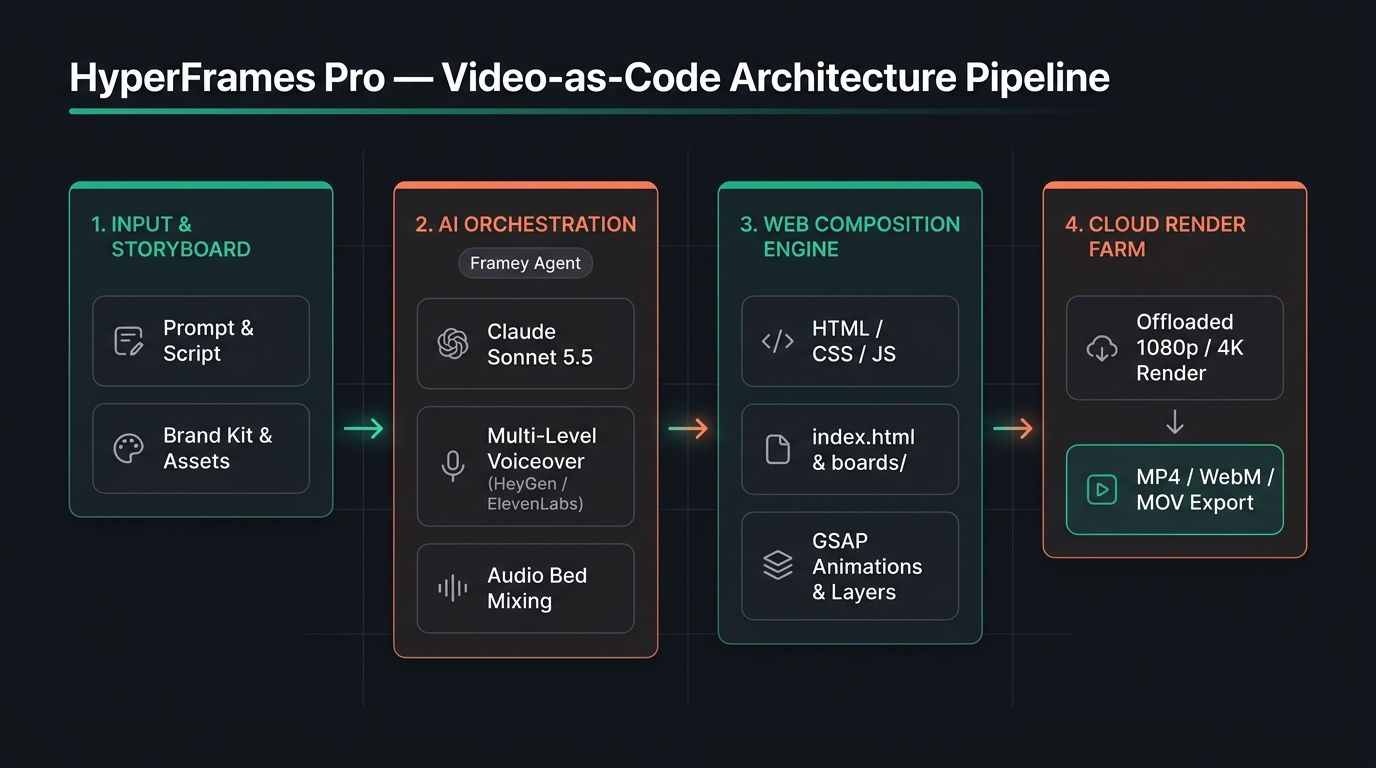 HyperFrames Pro — Video-as-Code Architecture Pipeline
1. INPUT &
STORYBOARD
Prompt &
Script
Brand Kit &
Assets
2. AI ORCHESTRATION
Framey Agent
Claude
Sonnet 5.5
Multi-Level
Voiceover
(HeyGen /
ElevenLabs)
Audio Bed
Mixing
3. WEB COMPOSITION
ENGINE
HTML /
CSS / JS
index.html
& boards/
GSAP
Animations
& Layers
4. CLOUD RENDER
FARM
Offloaded
1080p / 4K
Render
MP4 / WebM /
MOV Export